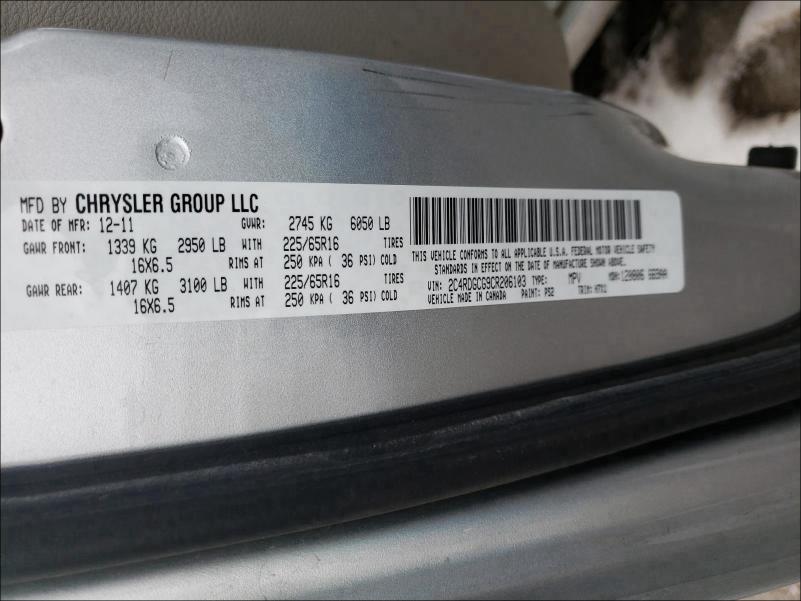 MFD BY CHRYSLER GROUP LLC
DATE OF MFR: 12-11 GVWR: 2745 KG 6050 LB
GAWR FRONT: 1339 KG 2950 LB WITH 225/65R16 TIRES
16X6.5 RIMS AT 250 KPA ( 36 PSI) COLD
GAWR REAR: 1407 KG 3100 LB WITH 225/65R16 TIRES
16X6.5 RIMS AT 250 KPA ( 36 PSI) COLD
THIS VEHICLE CONFORMS TO ALL APPLICABLE U.S.A. FEDERAL MOTOR VEHICLE SAFETY
STANDARDS IN EFFECT ON THE DATE OF MANUFACTURE SHOWN ABOVE.
VIN: 2C4RDGCG9CR206103 TYPE: MPV MDH:
VEHICLE MADE IN CANADA PAINT: PS2 TRIM: